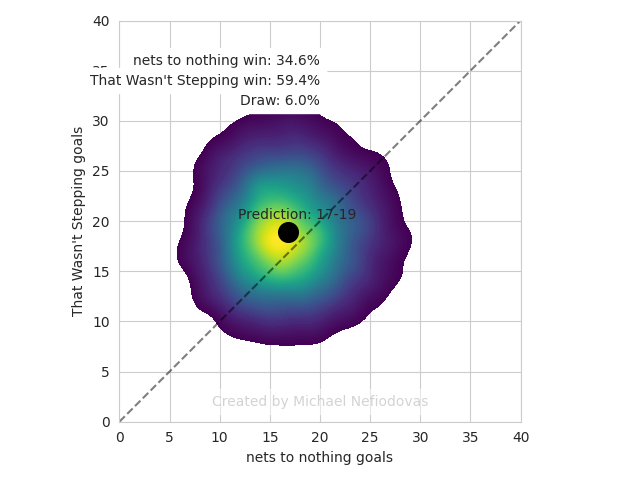 40
35
30
25
20
15
10
5
0
That Wasn't Stepping goals
nets to nothing win: 34.6%
That Wasn't Stepping win: 59.4%
Draw: 6.0%
Prediction: 17-19
Created by Michael Nefiodovas
0 5 10 15 20 25 30 35 40
nets to nothing goals